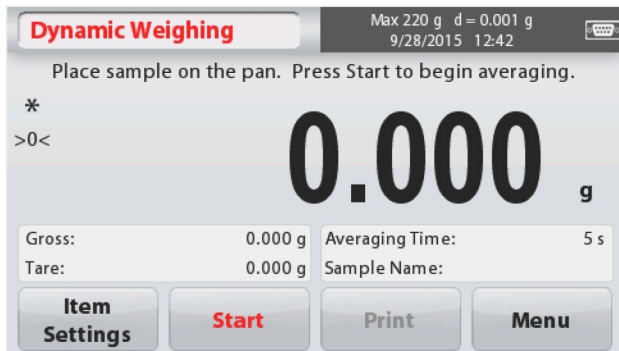 Dynamic Weighing
Max 220 g d = 0.001 g
9/28/2015 12:42
Place sample on the pan. Press Start to begin averaging.
*
>0<
0.000 g
Gross: 0.000 g
Tare: 0.000 g
Averaging Time: 5 s
Sample Name:
Item
Settings
Start
Print
Menu